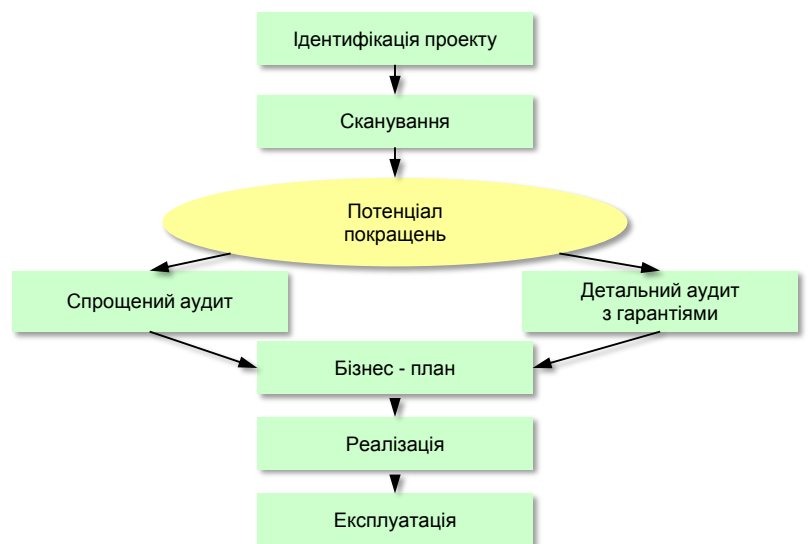 Ідентифікація проекту
Сканування
Потенціал
покращень
Спрощений аудит
Детальний аудит
з гарантіями
Бізнес - план
Реалізація
Експлуатація